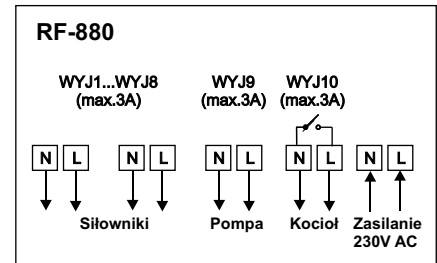 RF-880
WYJ1...WYJ8 WYJ9 WYJ10
(max.3A) (max.3A) (max.3A)
N L N L N L N L N L
Siłowniki Pompa Kocioł Zasilanie
230V AC